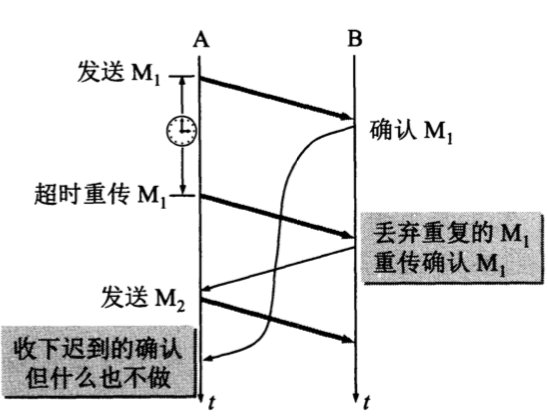 A
B
发送 M1
确认 M1
超时重传 M1
丢弃重复的 M1
重传确认 M1
发送 M2
收下迟到的确认
但什么也不做
t
t